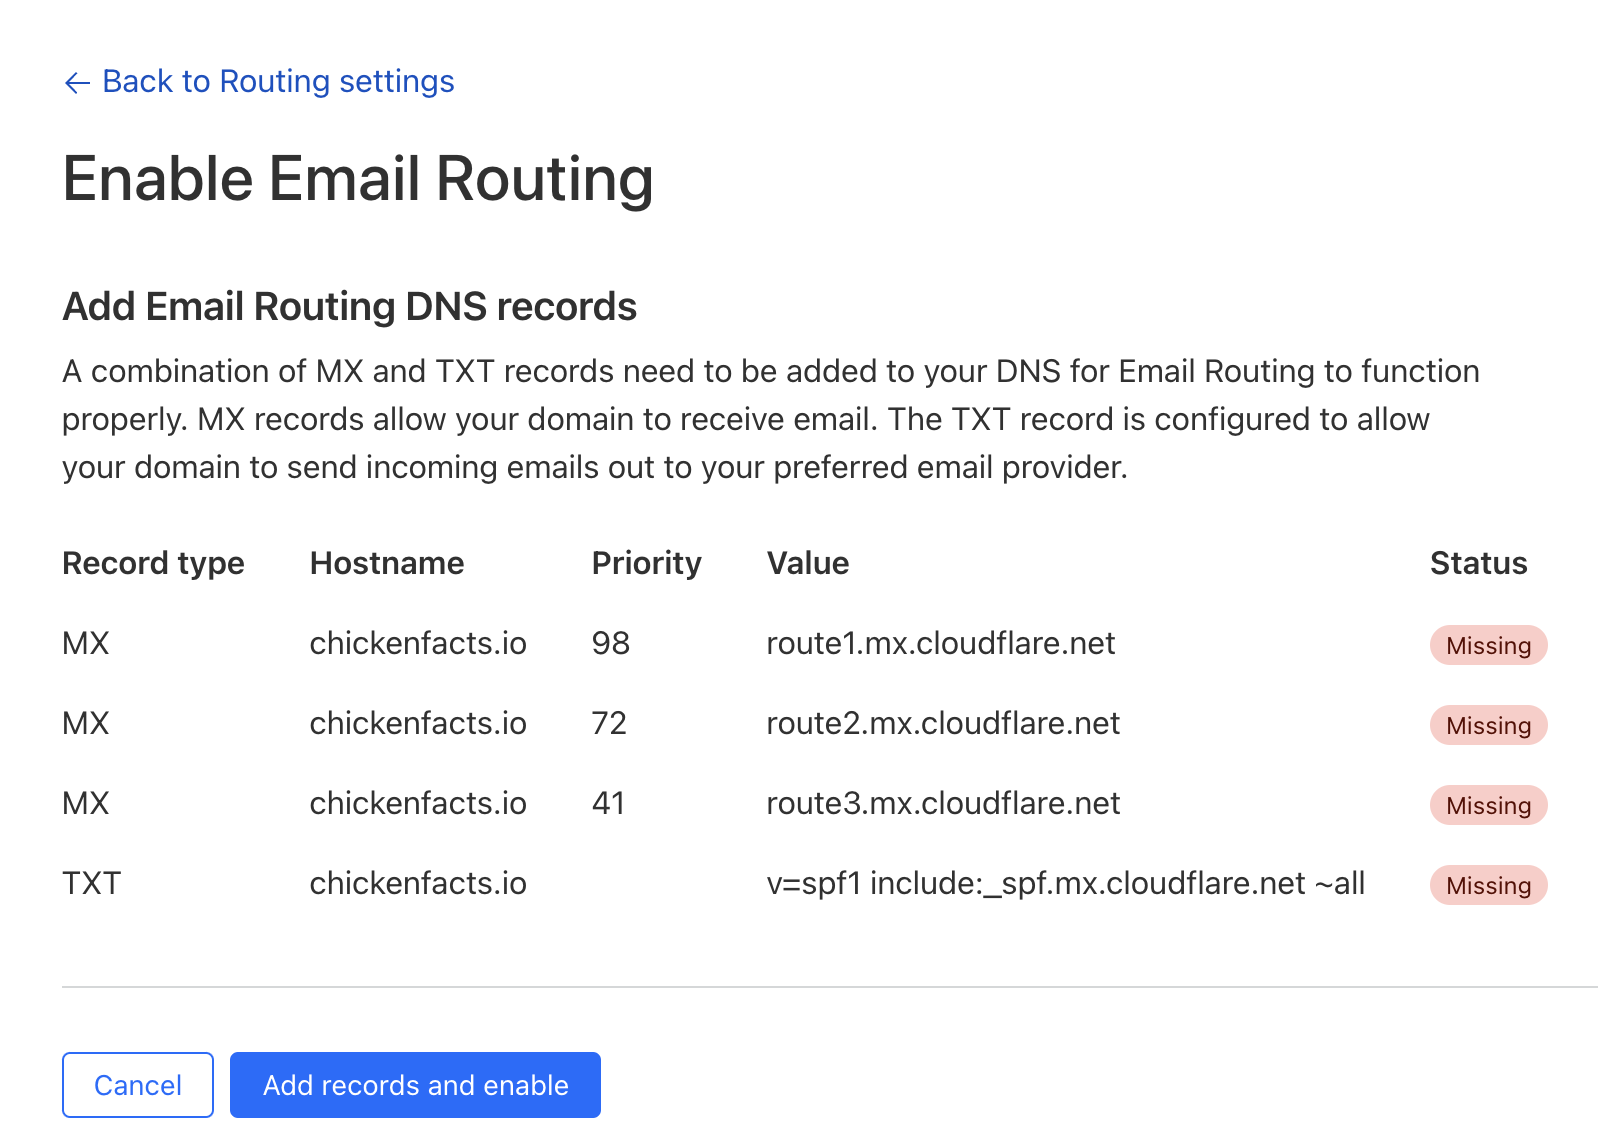 ← Back to Routing settings
Enable Email Routing
Add Email Routing DNS records
A combination of MX and TXT records need to be added to your DNS for Email Routing to function
properly. MX records allow your domain to receive email. The TXT record is configured to allow
your domain to send incoming emails out to your preferred email provider.
Record type Hostname Priority Value Status
MX chickenfacts.io 98 route1.mx.cloudflare.net Missing
MX chickenfacts.io 72 route2.mx.cloudflare.net Missing
MX chickenfacts.io 41 route3.mx.cloudflare.net Missing
TXT chickenfacts.io v=spf1 include:_spf.mx.cloudflare.net ~all Missing
Cancel Add records and enable